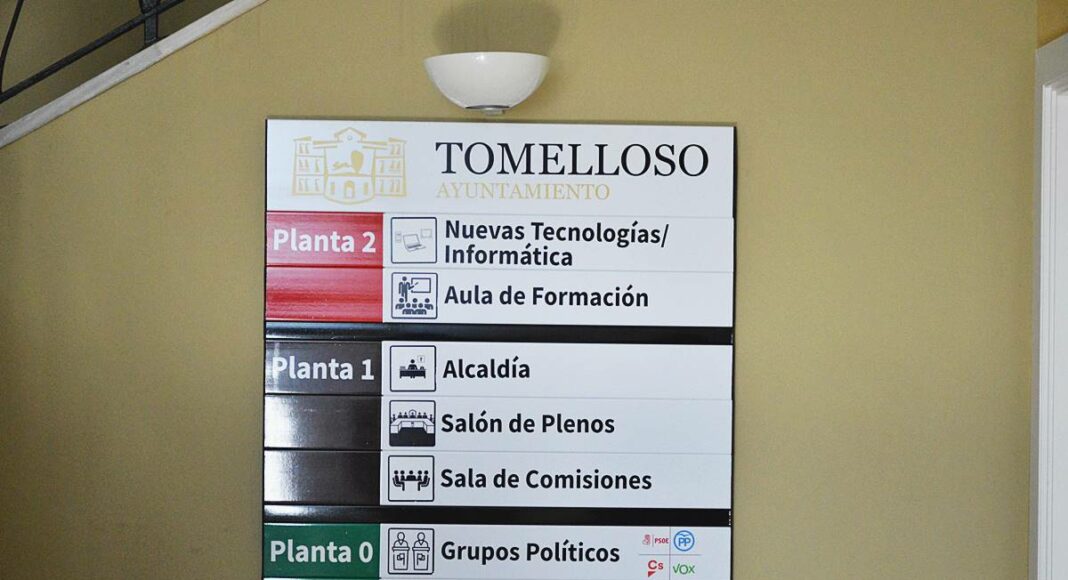 TOMELLOSO
AYUNTAMIENTO
Planta 2
Nuevas Tecnologías/
Informática
Aula de Formación
Planta 1
Alcaldía
Salón de Plenos
Sala de Comisiones
Planta 0
Grupos Políticos
PSOE
PP
Cs
VOX